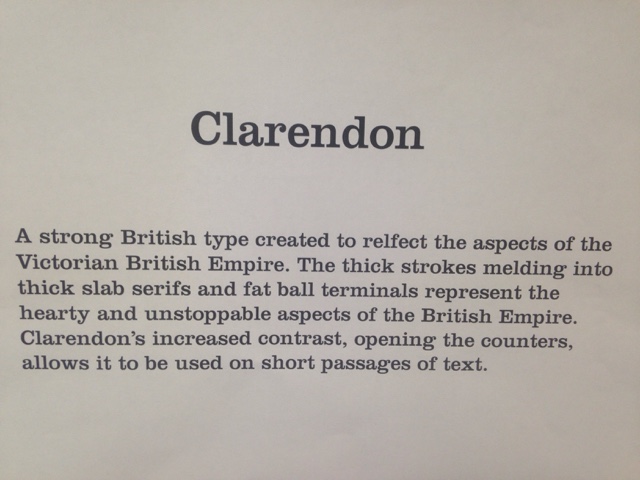 Clarendon
A strong British type created to relfect the aspects of the
Victorian British Empire. The thick strokes melding into
thick slab serifs and fat ball terminals represent the
hearty and unstoppable aspects of the British Empire.
Clarendon's increased contrast, opening the counters,
allows it to be used on short passages of text.